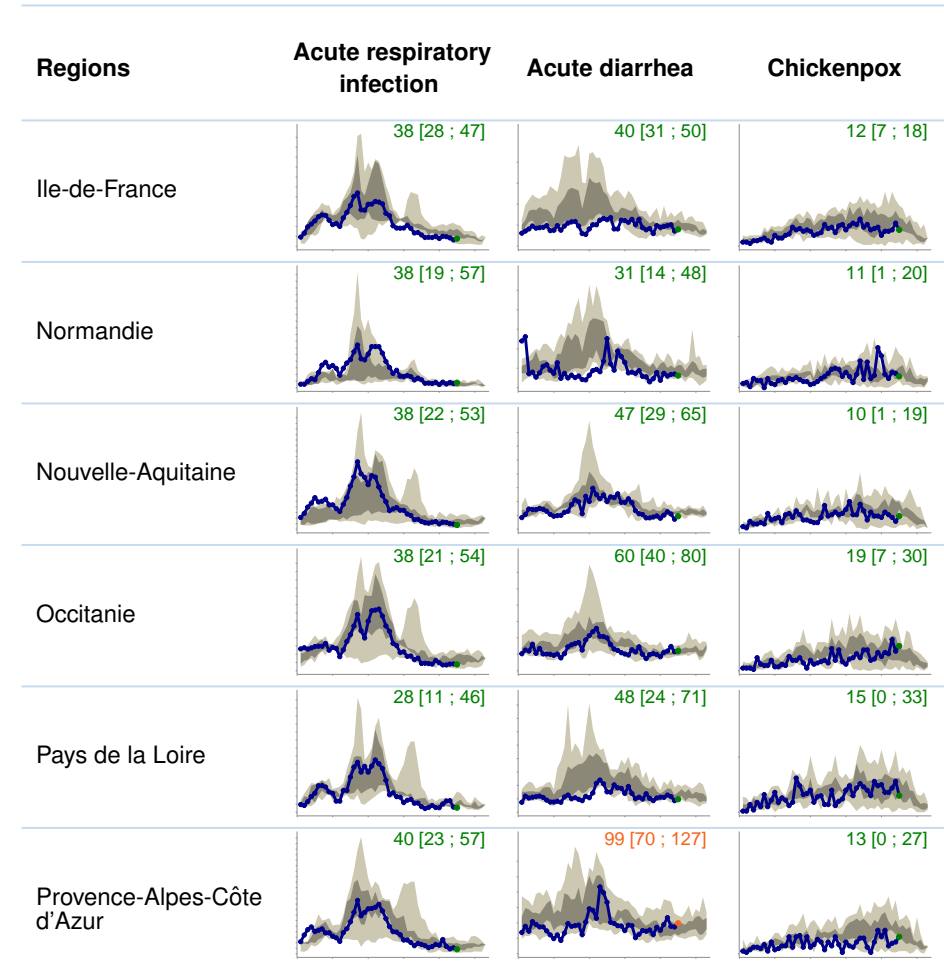 Regions
Acute respiratory
infection
Acute diarrhea
Chickenpox
Ile-de-France
38 [28 ; 47]
40 [31 ; 50]
12 [7 ; 18]
Normandie
38 [19 ; 57]
31 [14 ; 48]
11 [1 ; 20]
Nouvelle-Aquitaine
38 [22 ; 53]
47 [29 ; 65]
10 [1 ; 19]
Occitanie
38 [21 ; 54]
60 [40 ; 80]
19 [7 ; 30]
Pays de la Loire
28 [11 ; 46]
48 [24 ; 71]
15 [0 ; 33]
Provence-Alpes-Côte
d'Azur
40 [23 ; 57]
99 [70 ; 127]
13 [0 ; 27]